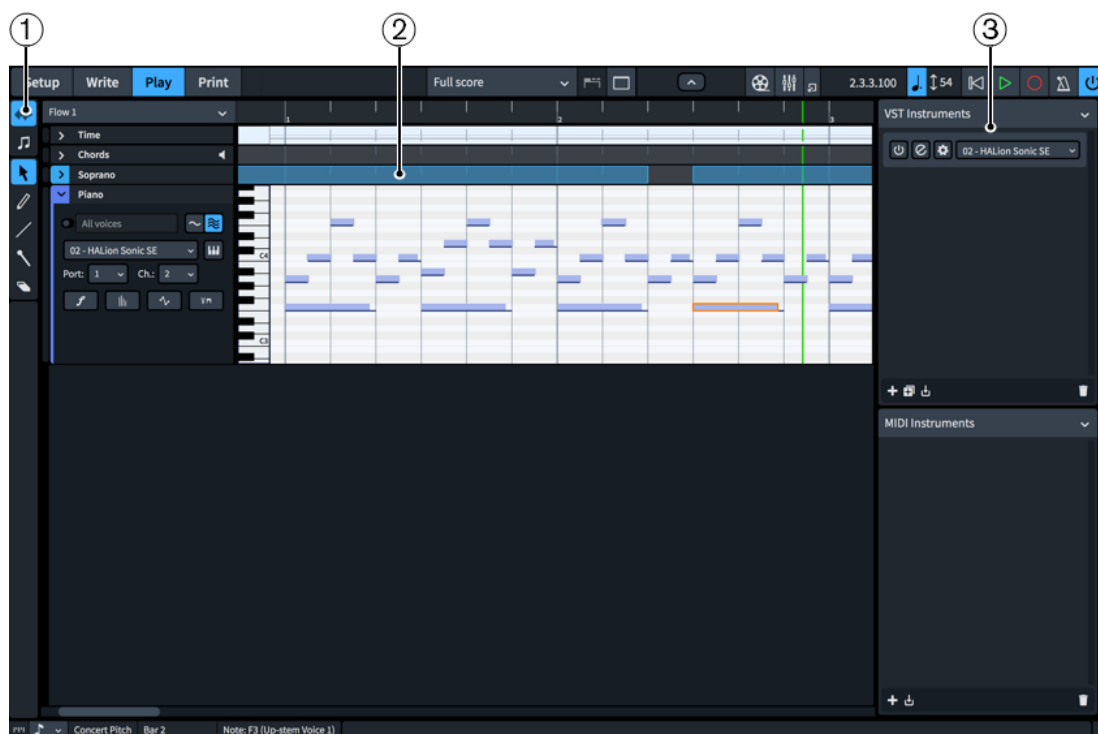 1 2 3
Setup Write Play Print Full score 2.3.3.100 54
Flow 1 1 2 3 VST Instruments
Time
Chords 02 - HALion Sonic SE
Soprano
Piano
All voices
02 - HALion Sonic SE C4
Port: 1 Ch.: 2
C3
MIDI Instruments
Concert Pitch Bar 2 Note: F3 (Up-stem Voice 1)